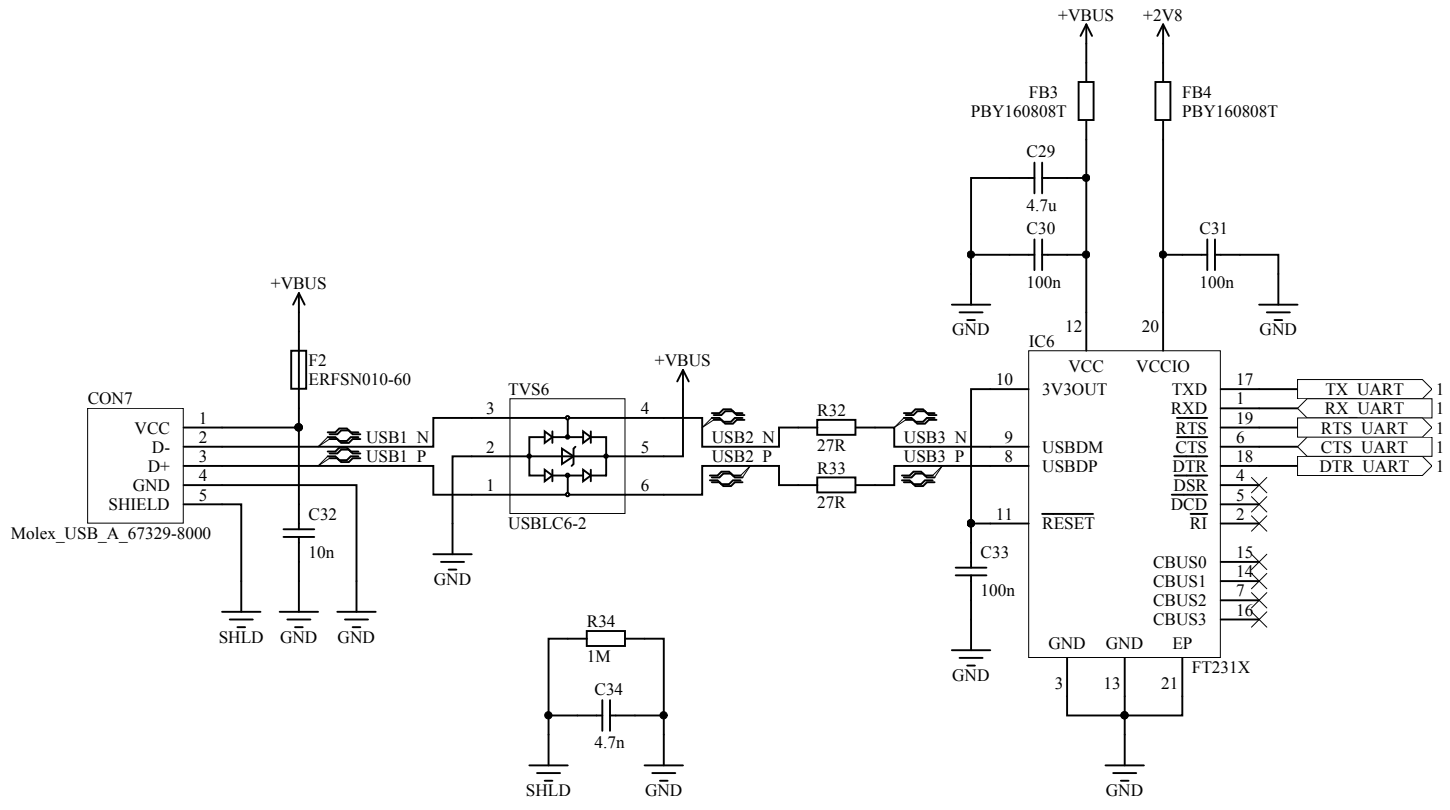 +VBUS
+2V8
FB3
PBY160808T
FB4
PBY160808T
C29
4.7u
C30
100n
C31
100n
GND
GND
12
20
+VBUS
F2
ERFSN010-60
CON7
VCC
D-
D+
GND
SHIELD
1
2
3
4
5
Molex_USB_A_67329-8000
C32
10n
SHLD
GND
GND
USB1_N
USB1_P
TVS6
3
2
1
4
5
6
USBLC6-2
GND
+VBUS
USB2_N
USB2_P
R32
27R
R33
27R
USB3_N
USB3_P
IC6
VCC
VCCIO
10
3V3OUT
9
USBDM
8
USBDP
11
RESET
C33
100n
GND
TXD
17
TX_UART
1
RXD
1
RX_UART
1
RTS
19
RTS_UART
1
CTS
6
CTS_UART
1
DTR
18
DTR_UART
1
DSR
4
DCD
5
RI
2
CBUS0
15
CBUS1
14
CBUS2
7
CBUS3
16
GND
GND
EP
FT231X
3
13
21
GND
R34
1M
C34
4.7n
SHLD
GND